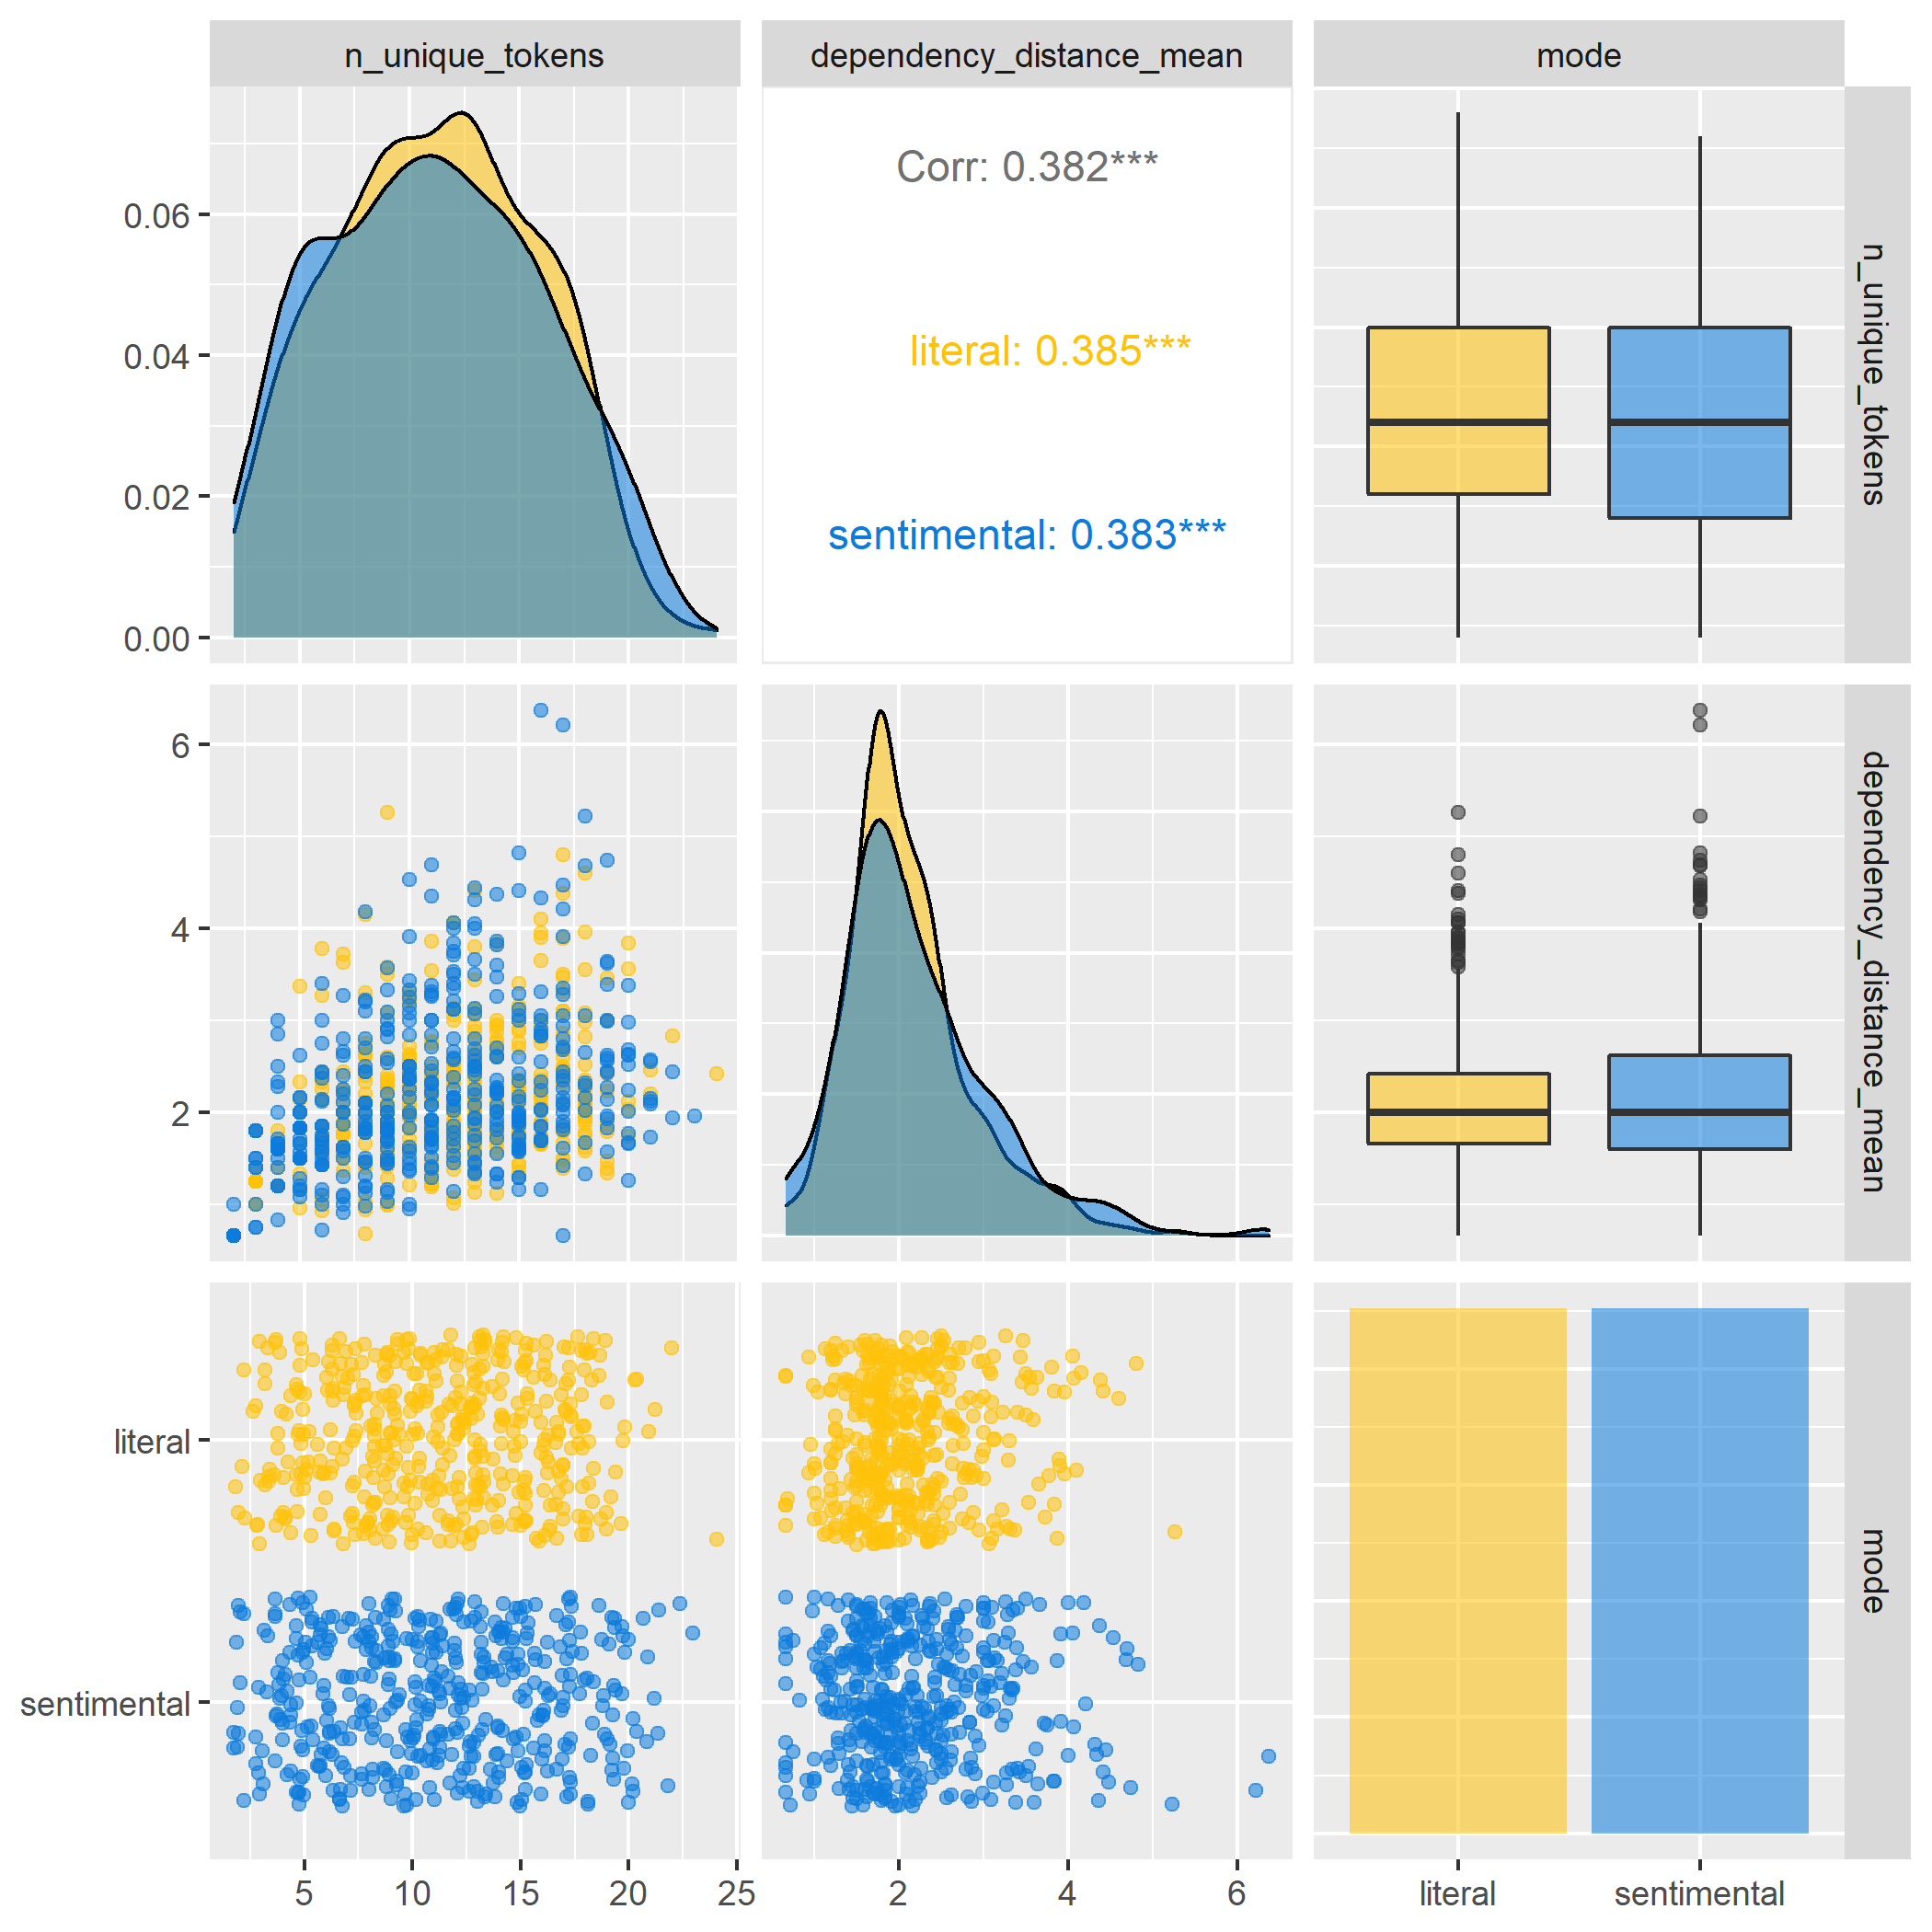 n_unique_tokens
dependency_distance_mean
mode
0.06
0.04
0.02
0.00
Corr: 0.382***
literal: 0.385***
sentimental: 0.383***
n_unique_tokens
6
4
2
dependency_distance_mean
literal
sentimental
mode
5
10
15
20
25
2
4
6
literal
sentimental